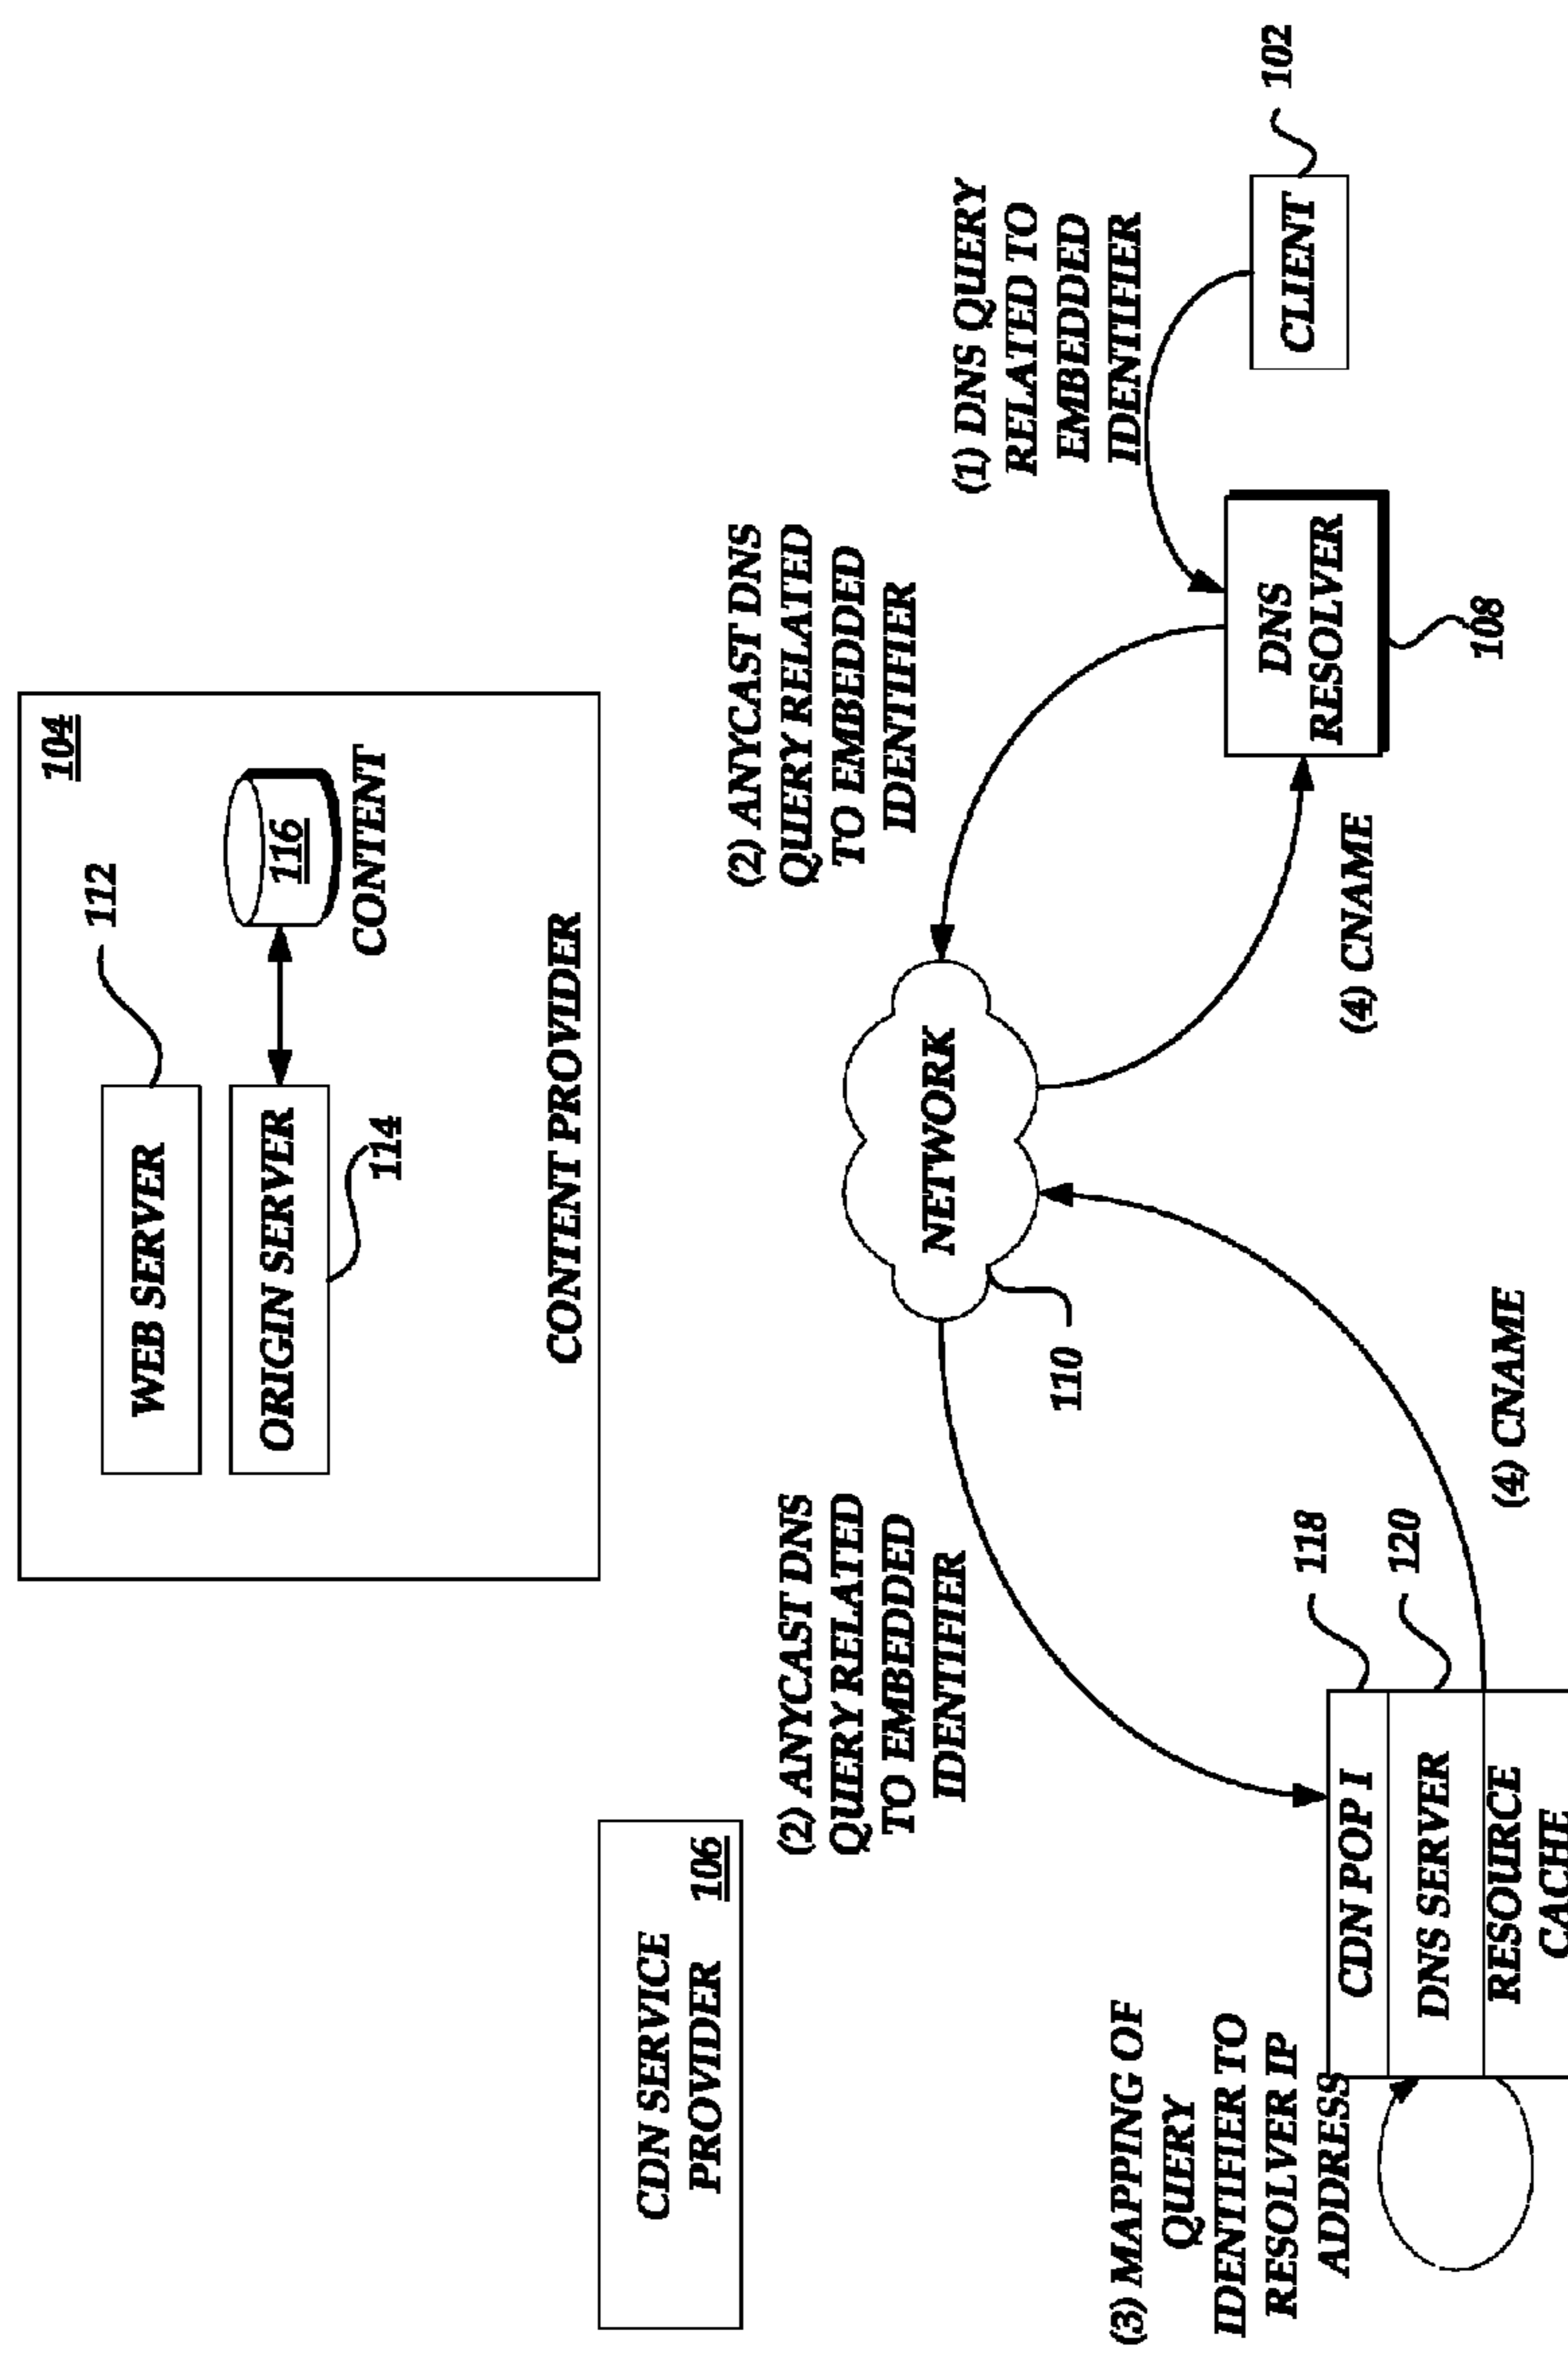 104
112
WEB SERVER
116
ORIGIN SERVER
CONTENT
114
CONTENT PROVIDER
CDN SERVICE
PROVIDER 106
(2) ANYCAST DNS
QUERY RELATED
TO EMBEDDED
IDENTIFIER
(2) ANYCAST DNS
QUERY RELATED
TO EMBEDDED
IDENTIFIER
NETWORK
110
(1) DNS QUERY
RELATED TO
EMBEDDED
IDENTIFIER
102
CLIENT
DNS
RESOLVER
108
(4) CNAME
(3) MAPPING OF
QUERY
IDENTIFIER TO
RESOLVER IP
ADDRESS
118
CDN POP I
120
DNS SERVER
RESOURCE
CACHE
(4) CNAME